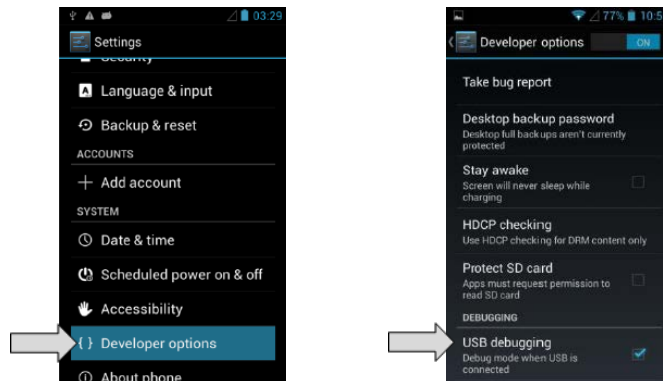 03:29
Settings
Security
Language & input
Backup & reset
ACCOUNTS
Add account
SYSTEM
Date & time
Scheduled power on & off
Accessibility
{ } Developer options
About phone
77% 10:5
Developer options ON
Take bug report
Desktop backup password
Desktop full backups aren't currently
protected
Stay awake
Screen will never sleep while
charging
HDCP checking
Use HDCP checking for DRM content only
Protect SD card
Apps must request permission to
read SD card
DEBUGGING
USB debugging
Debug mode when USB is
connected